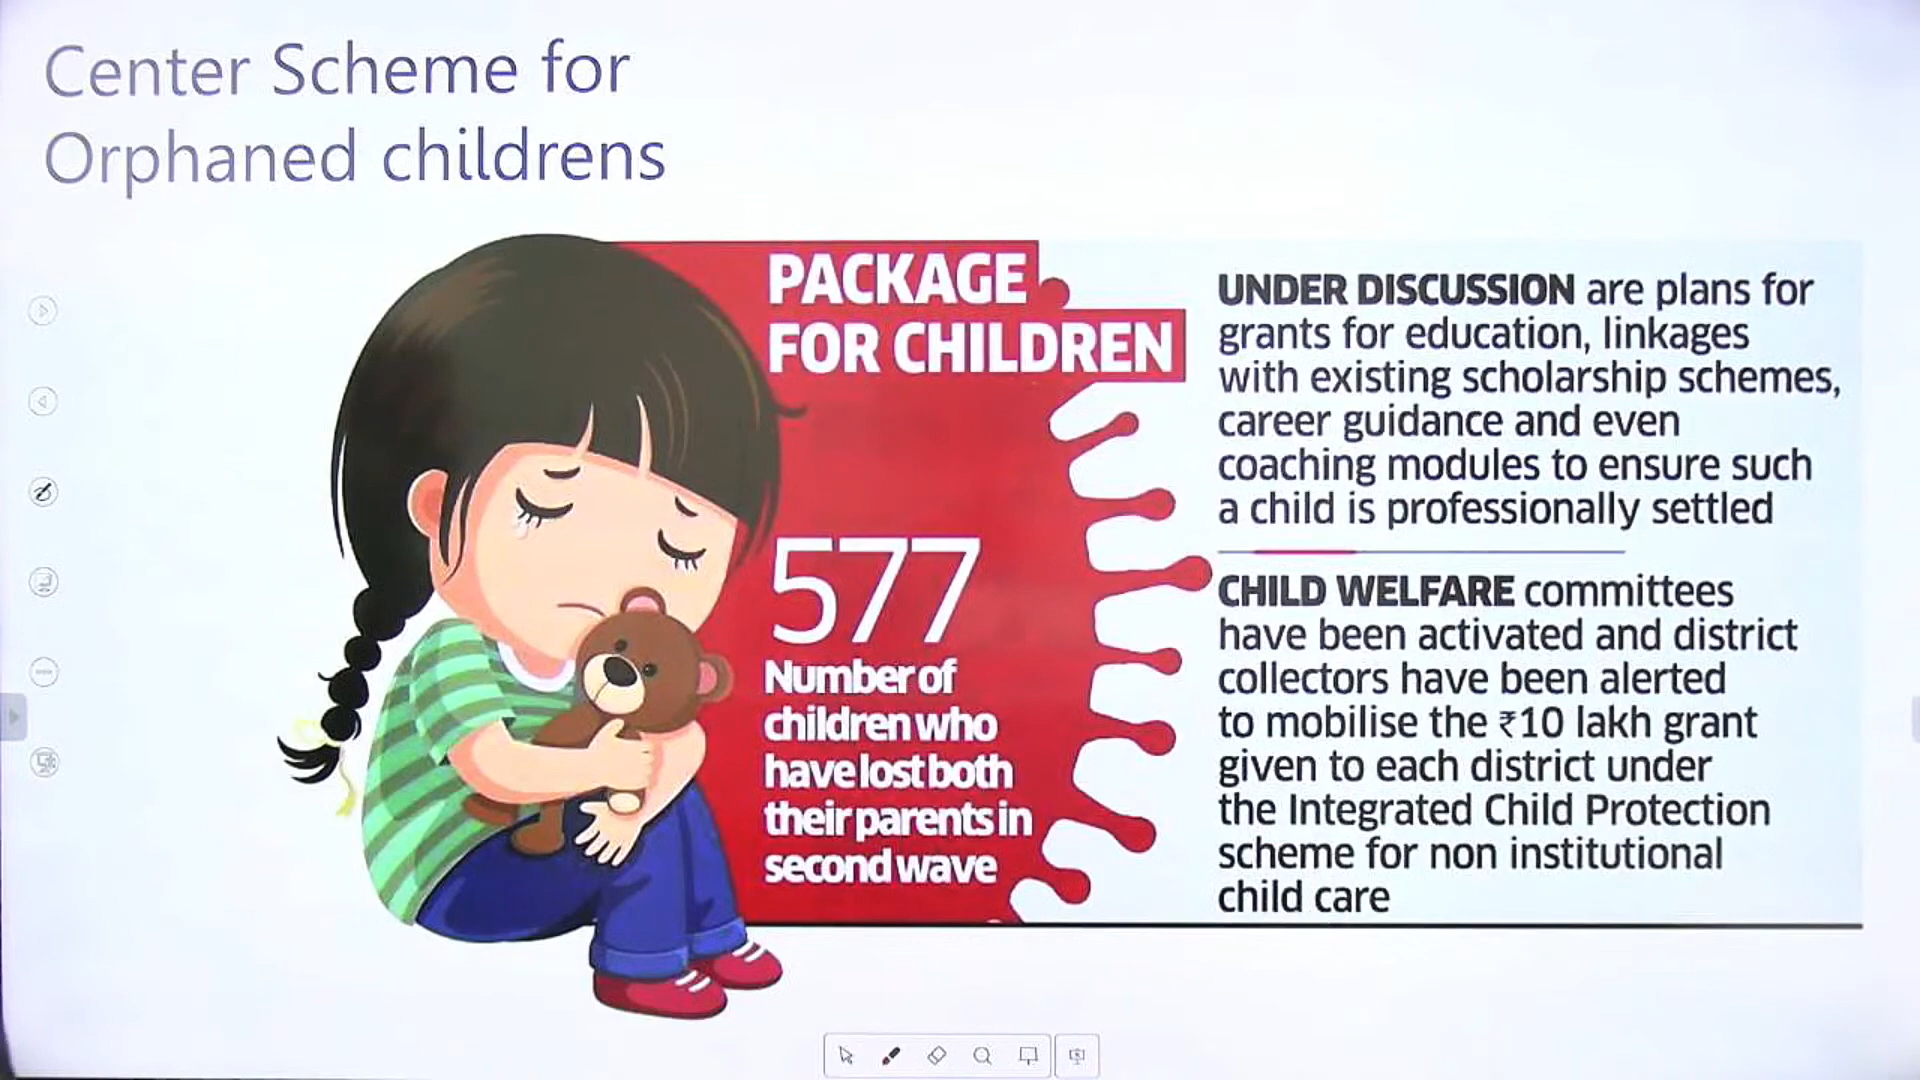 Center Scheme for
Orphaned childrens
PACKAGE
FOR CHILDREN
577
Number of
children who
have lost both
their parents in
second wave
UNDER DISCUSSION are plans for
grants for education, linkages
with existing scholarship schemes,
career guidance and even
coaching modules to ensure such
a child is professionally settled
CHILD WELFARE committees
have been activated and district
collectors have been alerted
to mobilise the ₹10 lakh grant
given to each district under
the Integrated Child Protection
scheme for non institutional
child care